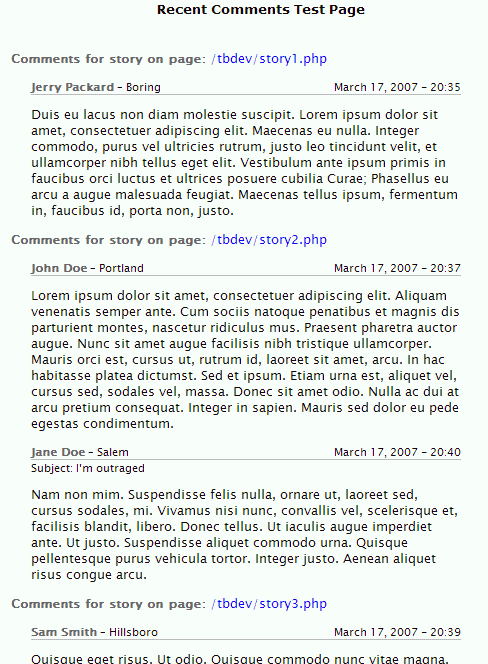 Recent Comments Test Page
Comments for story on page: /tbdev/story1.php
Jerry Packard – Boring March 17, 2007 – 20:35
Duis eu lacus non diam molestie suscipit. Lorem ipsum dolor sit
amet, consectetuer adipiscing elit. Maecenas eu nulla. Integer
commodo, purus vel ultricies rutrum, justo leo tincidunt velit, et
ullamcorper nibh tellus eget elit. Vestibulum ante ipsum primis in
faucibus orci luctus et ultrices posuere cubilia Curae; Phasellus eu
arcu a augue malesuada feugiat. Maecenas tellus ipsum, fermentum
in, faucibus id, porta non, justo.
Comments for story on page: /tbdev/story2.php
John Doe – Portland March 17, 2007 – 20:37
Lorem ipsum dolor sit amet, consectetuer adipiscing elit. Aliquam
venenatis semper ante. Cum sociis natoque penatibus et magnis dis
parturient montes, nascetur ridiculus mus. Praesent pharetra auctor
augue. Nunc sit amet augue facilisis nibh tristique ullamcorper.
Mauris orci est, cursus ut, rutrum id, laoreet sit amet, arcu. In hac
habitasse platea dictumst. Sed et ipsum. Etiam urna est, aliquet vel,
cursus sed, sodales vel, massa. Donec sit amet odio. Nulla ac dui at
arcu pretium consequat. Integer in sapien. Mauris sed dolor eu pede
egestas condimentum.
Jane Doe – Salem March 17, 2007 – 20:40
Subject: I'm outraged
Nam non mim. Suspendisse felis nulla, ornare ut, laoreet sed,
cursus sodales, mi. Vivamus nisi nunc, convallis vel, scelerisque et,
facilisis blandit, libero. Donec tellus. Ut iaculis augue imperdiet
ante. Ut justo. Suspendisse aliquet commodo urna. Quisque
pellentesque purus vehicula tortor. Integer justo. Aenean aliquet
risus congue arcu.
Comments for story on page: /tbdev/story3.php
Sam Smith – Hillsboro March 17, 2007 – 20:39
Quisque eget risus. Ut odio. Quisque commodo nunc vitae magna.